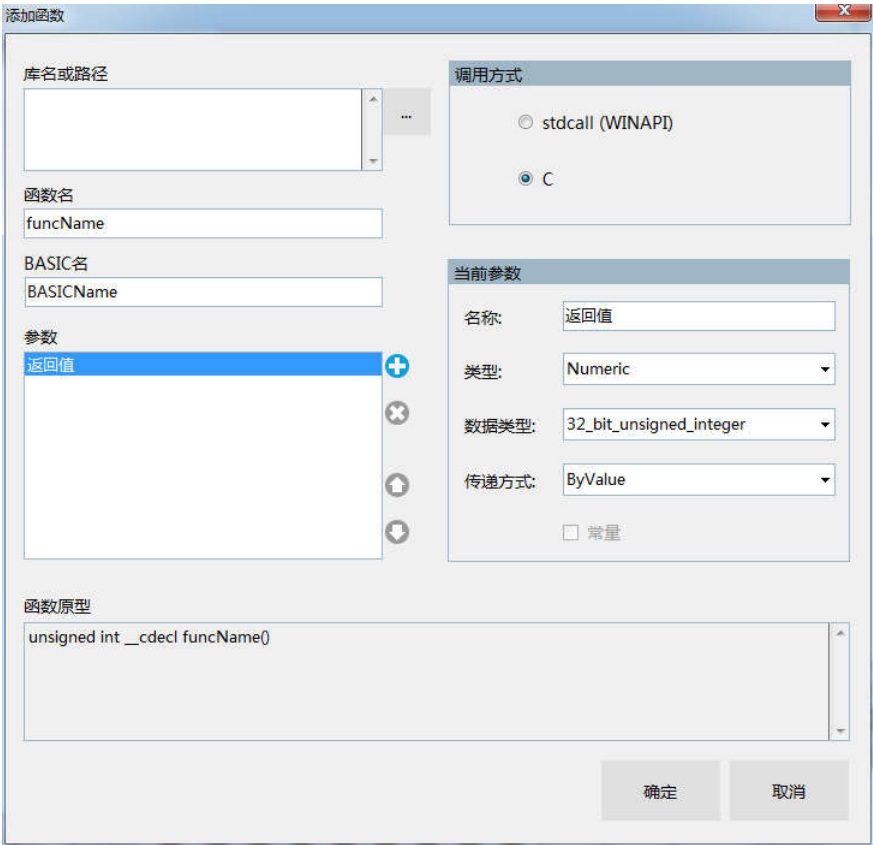 添加函数
库名或路径
...
函数名
funcName
BASIC名
BASICName
参数
返回值
调用方式
stdcall (WINAPI)
C
当前参数
名称:
返回值
类型:
Numeric
数据类型:
32_bit_unsigned_integer
传递方式:
ByValue
常量
函数原型
unsigned int __cdecl funcName()
确定
取消